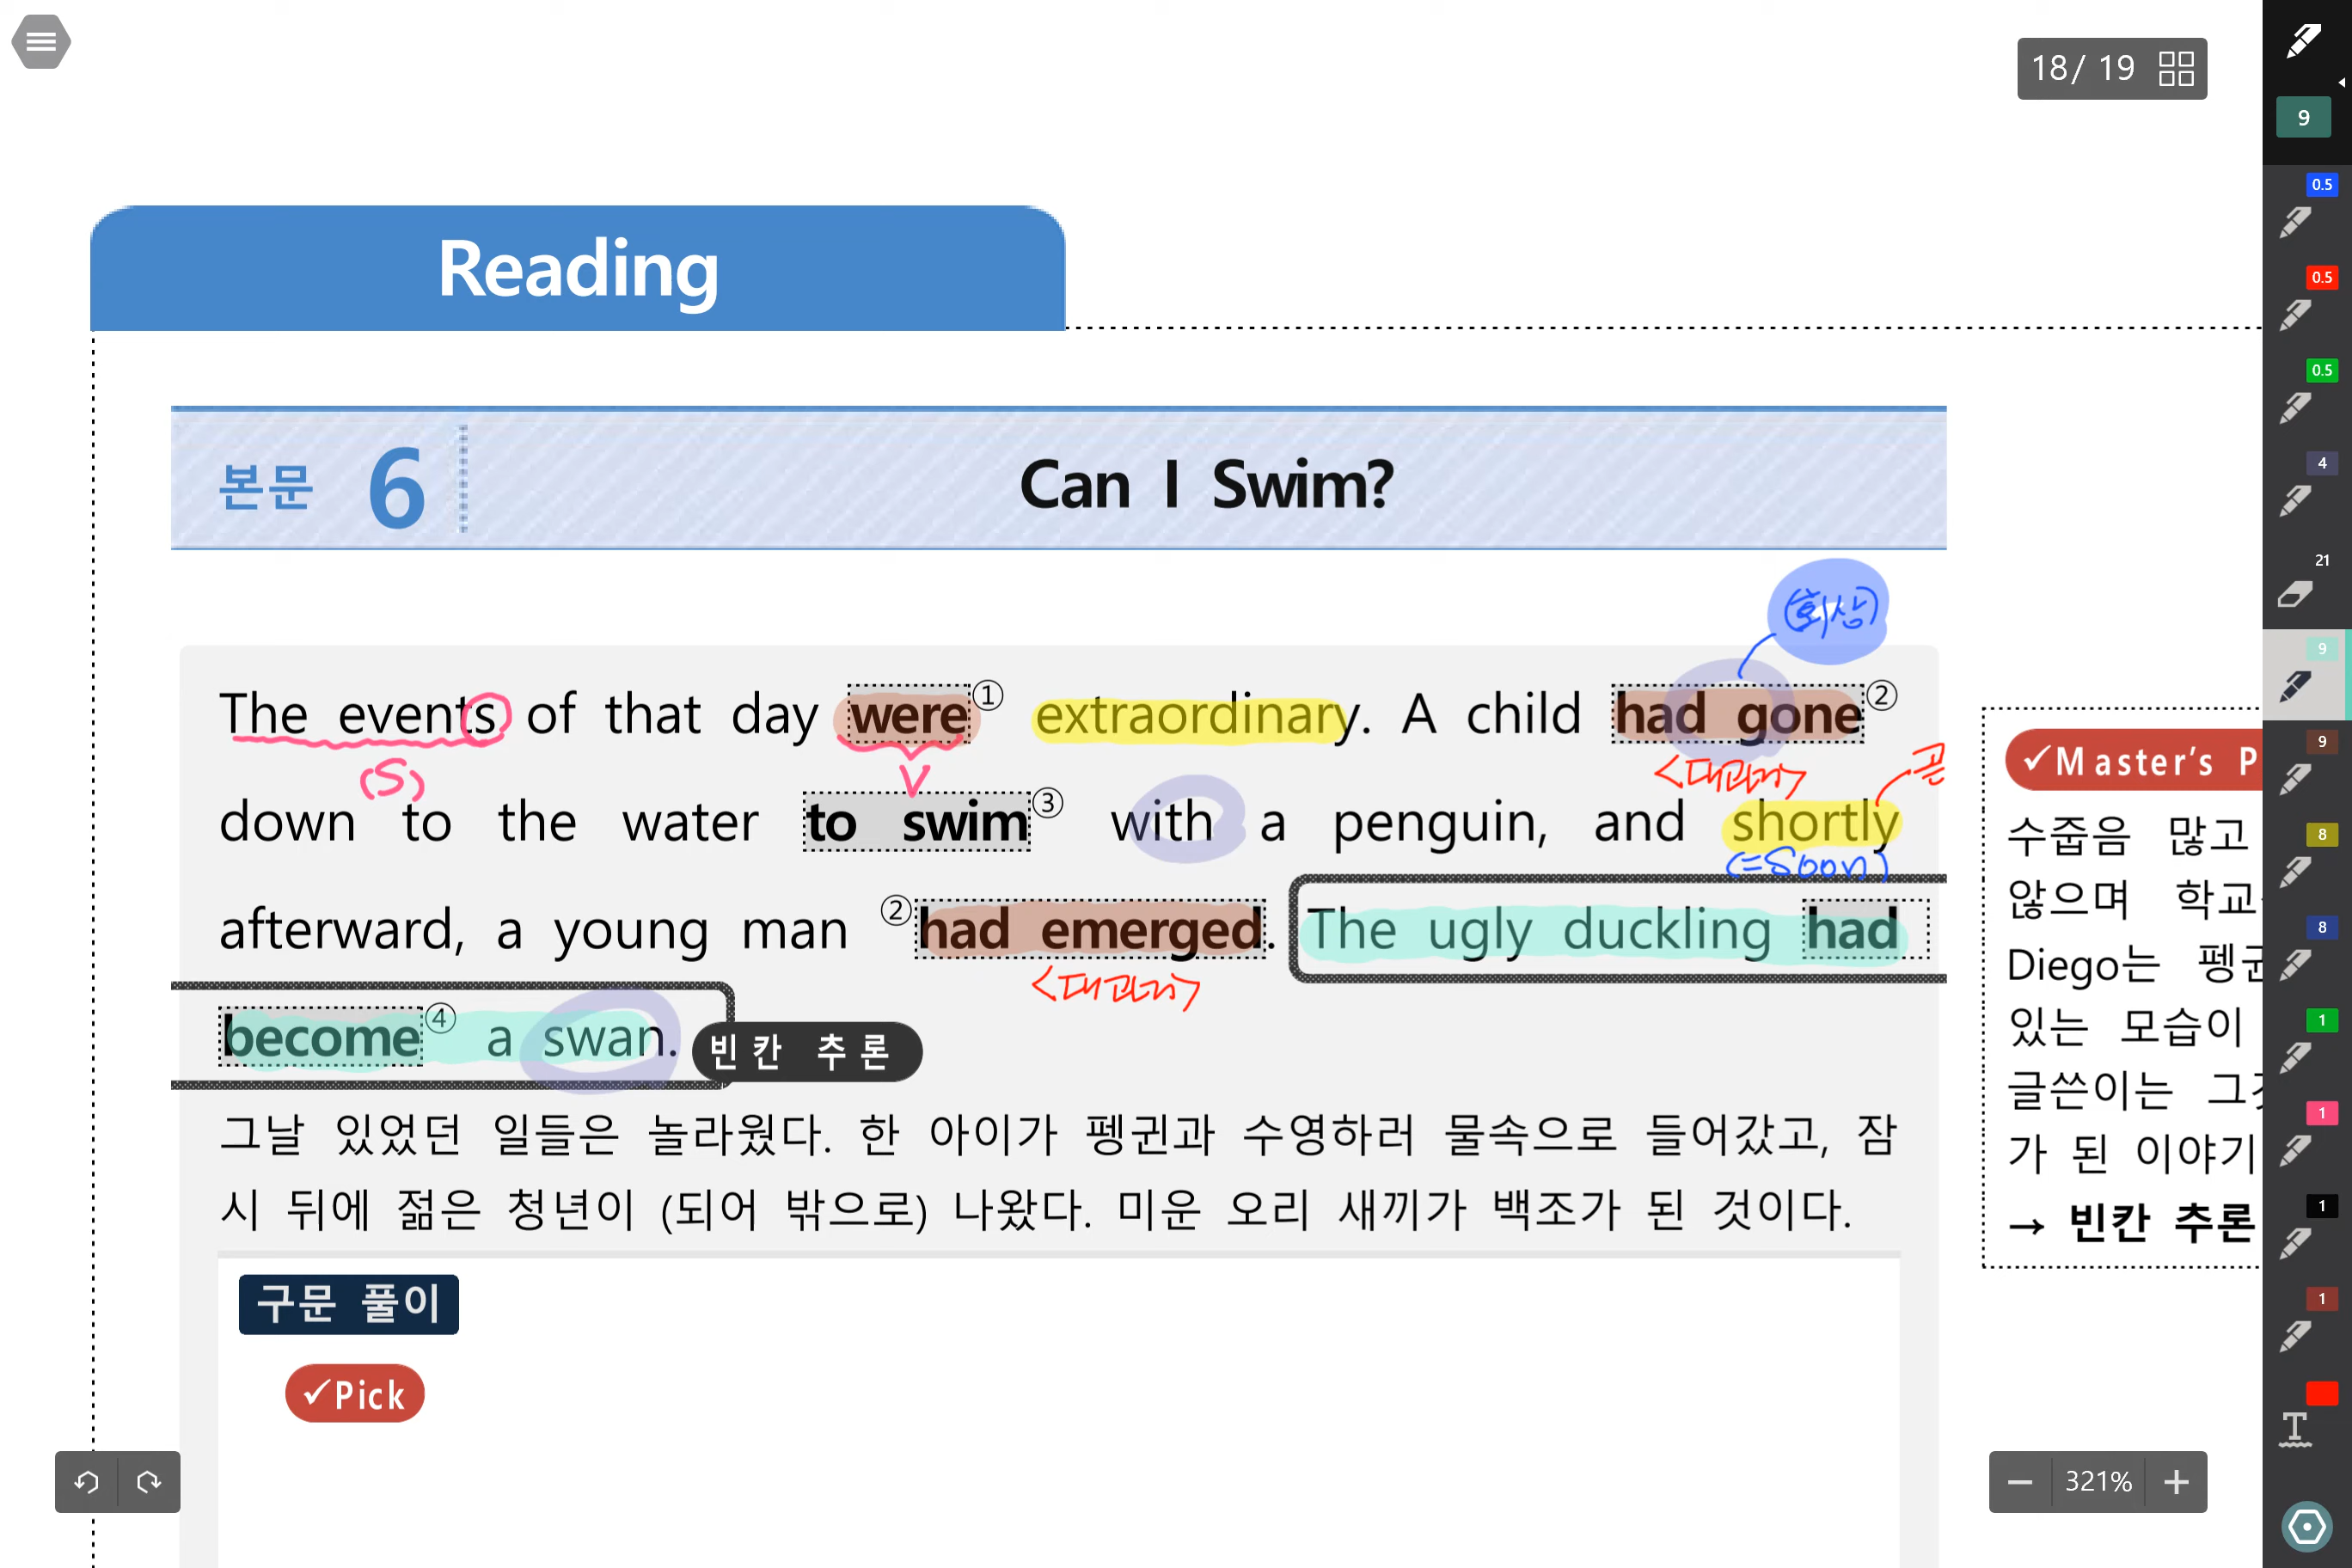 18/ 19
9
0.5
0.5
0.5
4
21
9
9
8
8
1
1
1
1
T
Reading
본문 6
Can I Swim?
(회상)
The events of that day were① extraordinary. A child had gone②
(S)
V
<대과거>
곧
down to the water to swim③ with a penguin, and shortly
(=soon)
afterward, a young man ②had emerged. The ugly duckling had
<대과거>
become④ a swan. 빈칸 추론
그날 있었던 일들은 놀라웠다. 한 아이가 펭귄과 수영하러 물속으로 들어갔고, 잠
시 뒤에 젊은 청년이 (되어 밖으로) 나왔다. 미운 오리 새끼가 백조가 된 것이다.
구문 풀이
✓Pick
✓Master's P
수줍음 많고
않으며 학교
Diego는 펭귄
있는 모습이
글쓴이는 그것
가 된 이야기
→ 빈칸 추론
321%